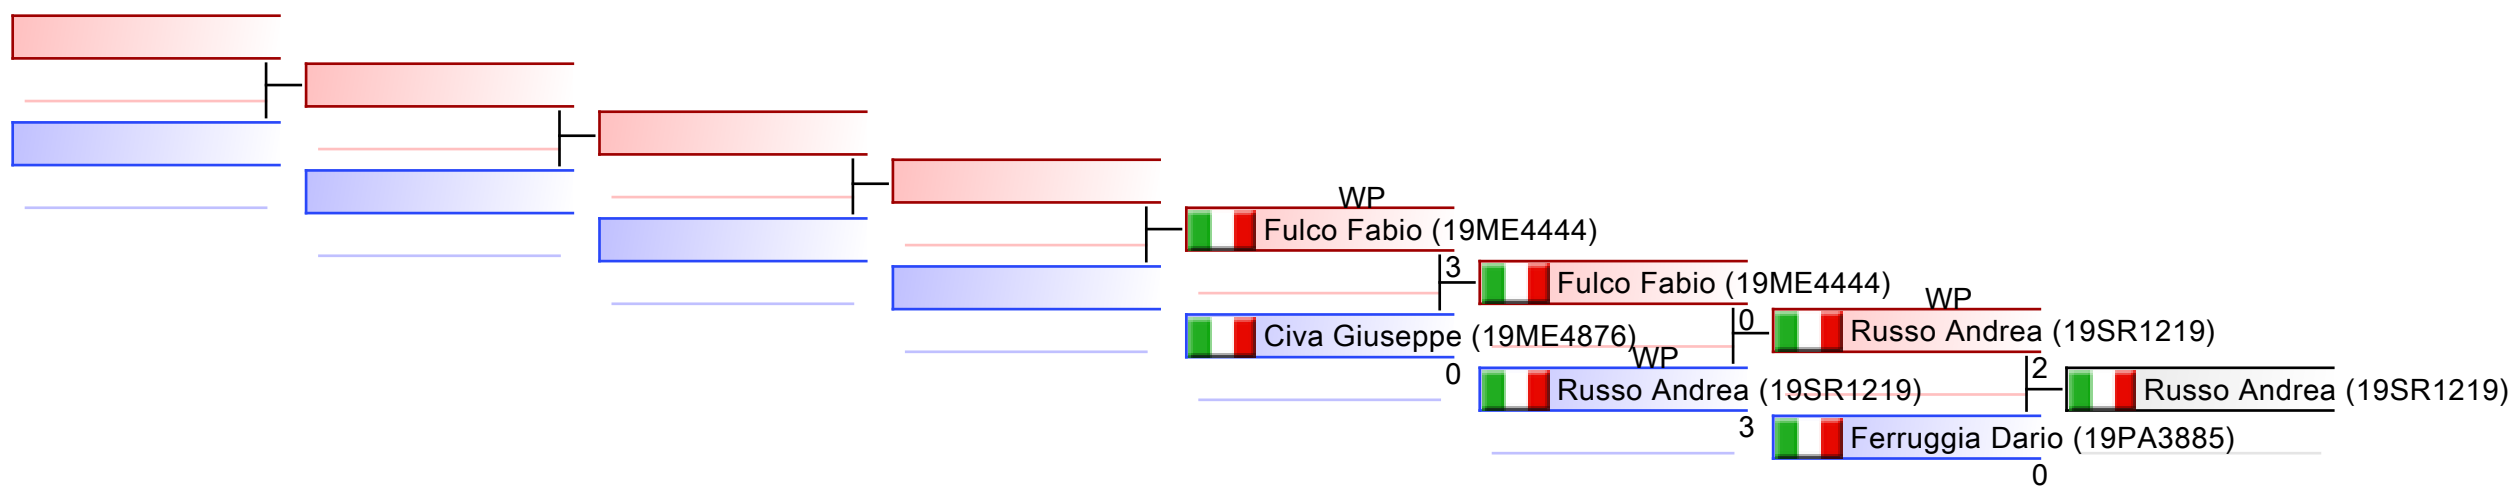 WP
Fulco Fabio (19ME4444)
3
Fulco Fabio (19ME4444)
WP
0
Russo Andrea (19SR1219)
Civa Giuseppe (19ME4876)
WP
0
2
Russo Andrea (19SR1219)
Russo Andrea (19SR1219)
3
Ferruggia Dario (19PA3885)
0